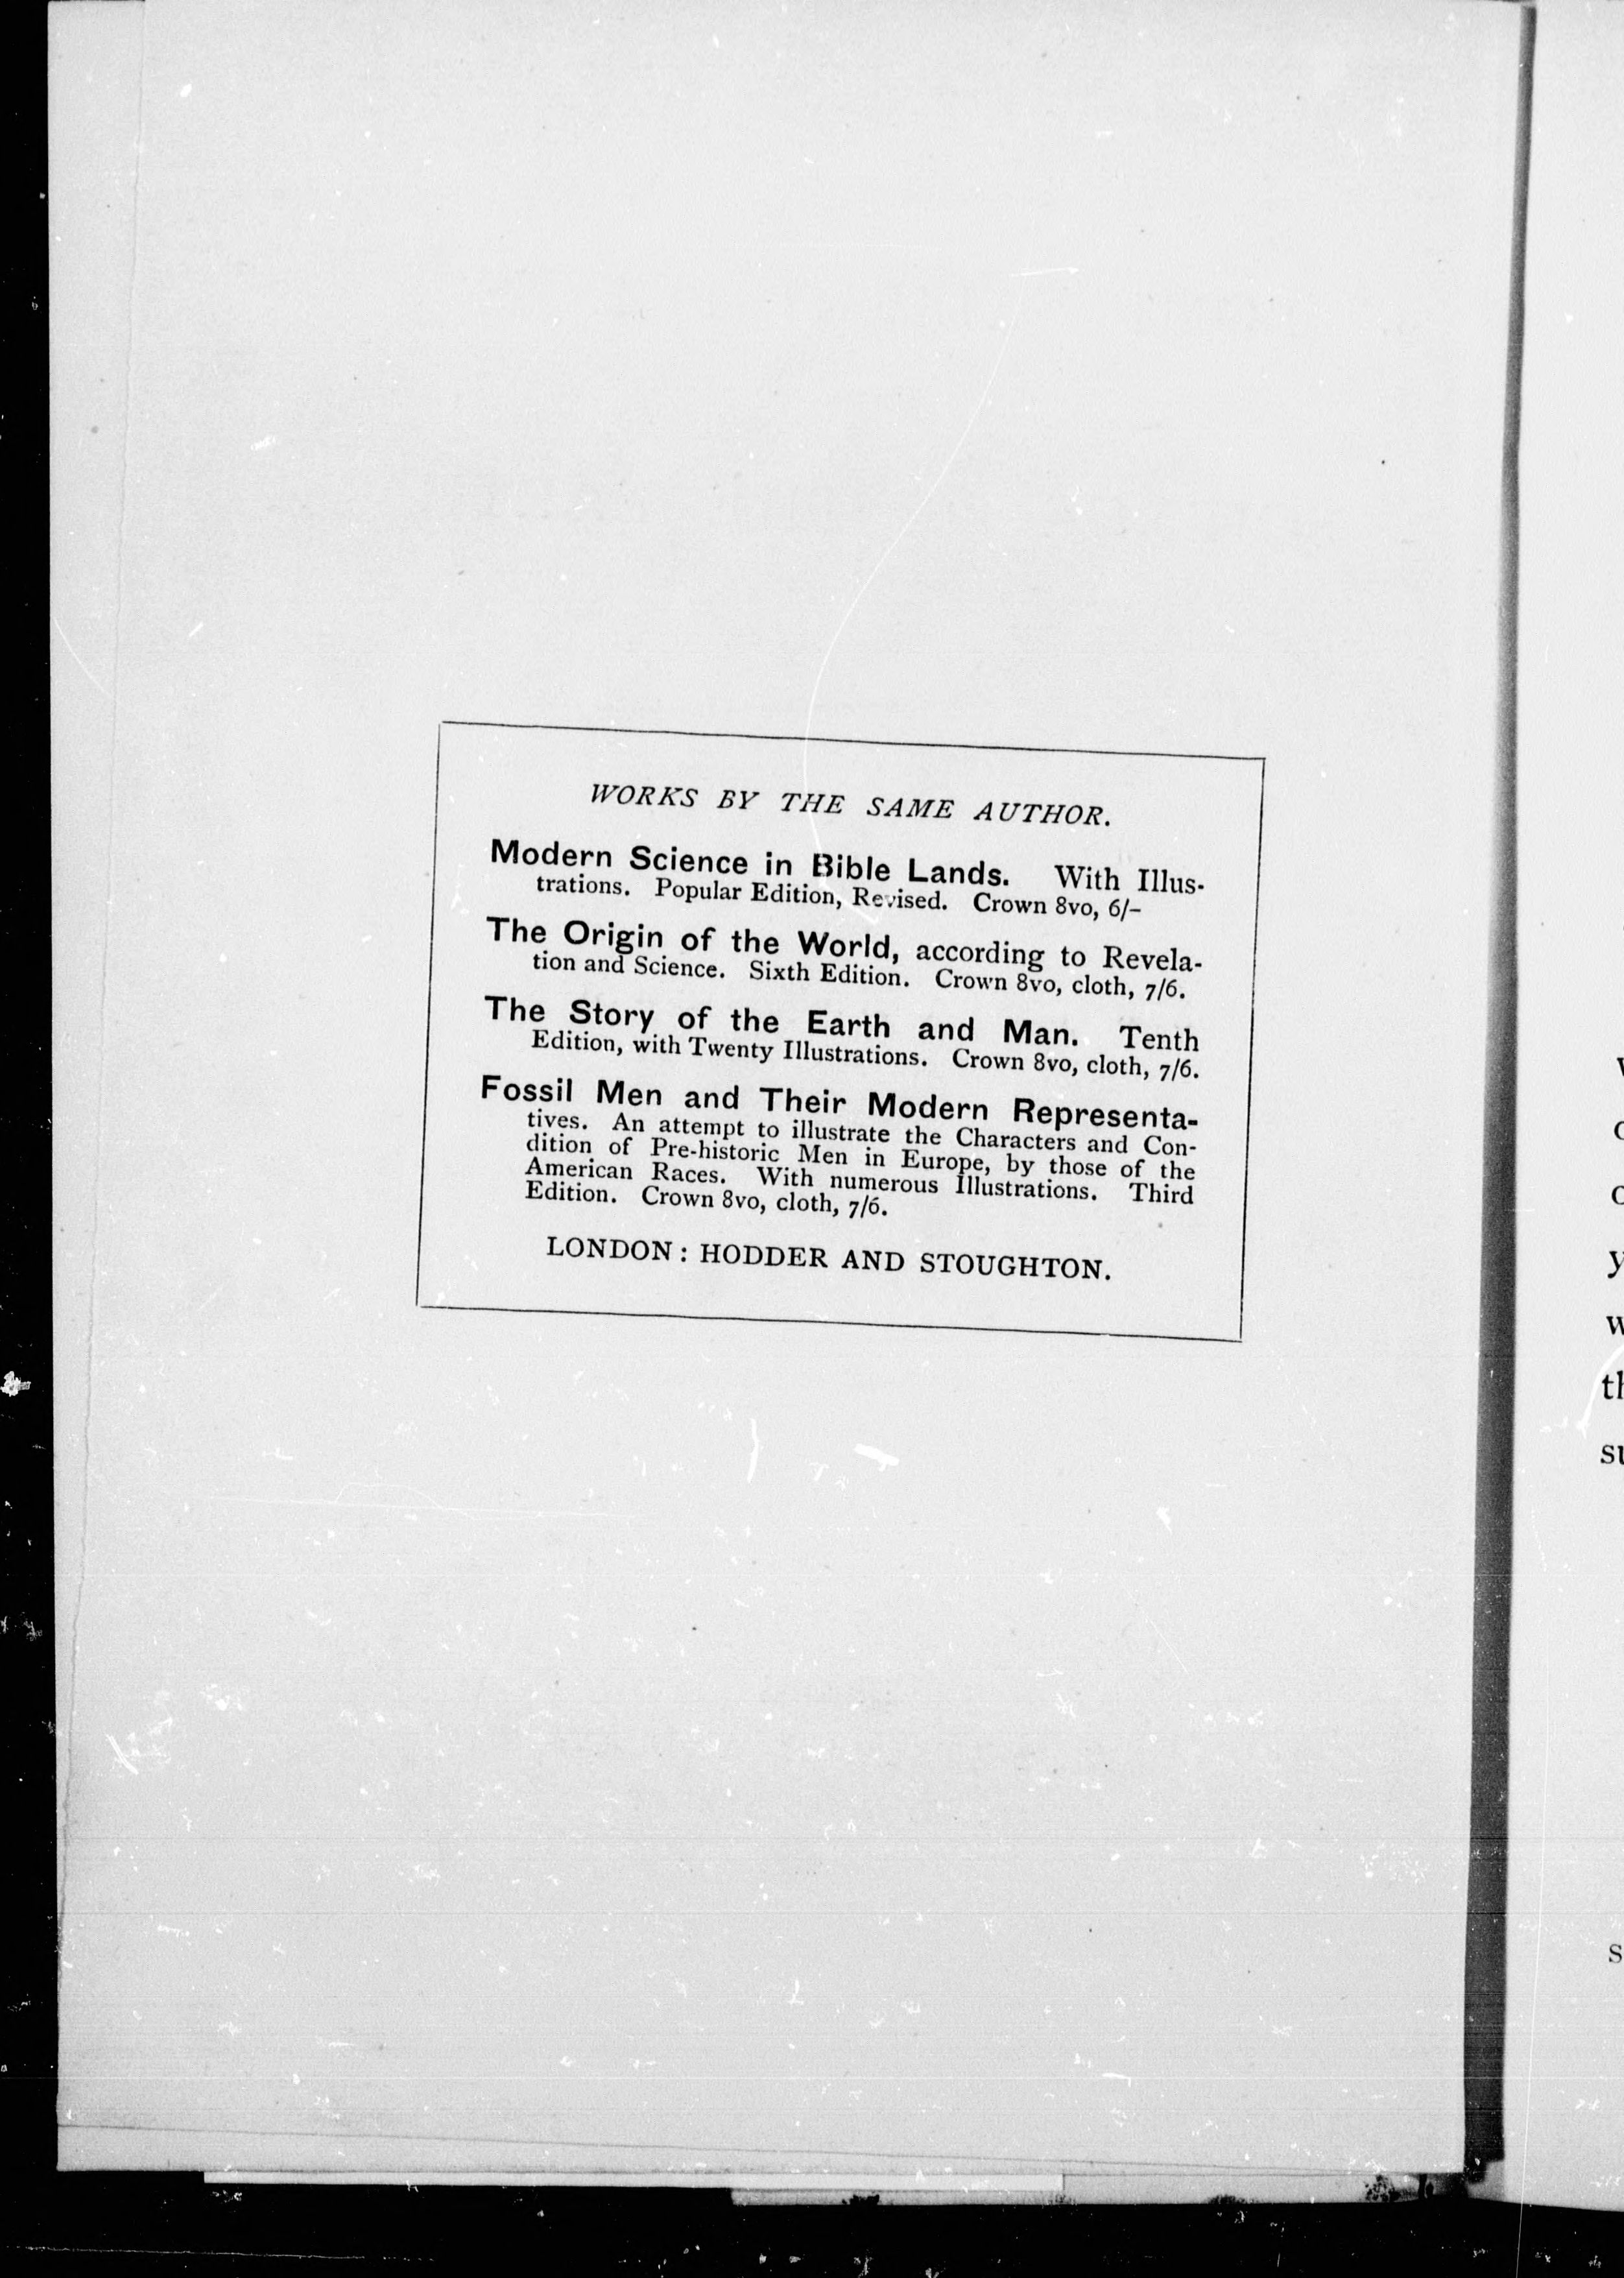 WORKS BY THE SAME AUTHOR.
Modern Science in Bible Lands. With Illus-
trations. Popular Edition, Revised. Crown 8vo, 6/-
The Origin of the World, according to Revela-
tion and Science. Sixth Edition. Crown 8vo, cloth, 7/6.
The Story of the Earth and Man. Tenth
Edition, with Twenty Illustrations. Crown 8vo, cloth, 7/6.
Fossil Men and Their Modern Representa-
tives. An attempt to illustrate the Characters and Con-
dition of Pre-historic Men in Europe, by those of the
American Races. With numerous Illustrations. Third
Edition. Crown 8vo, cloth, 7/6.
LONDON: HODDER AND STOUGHTON.